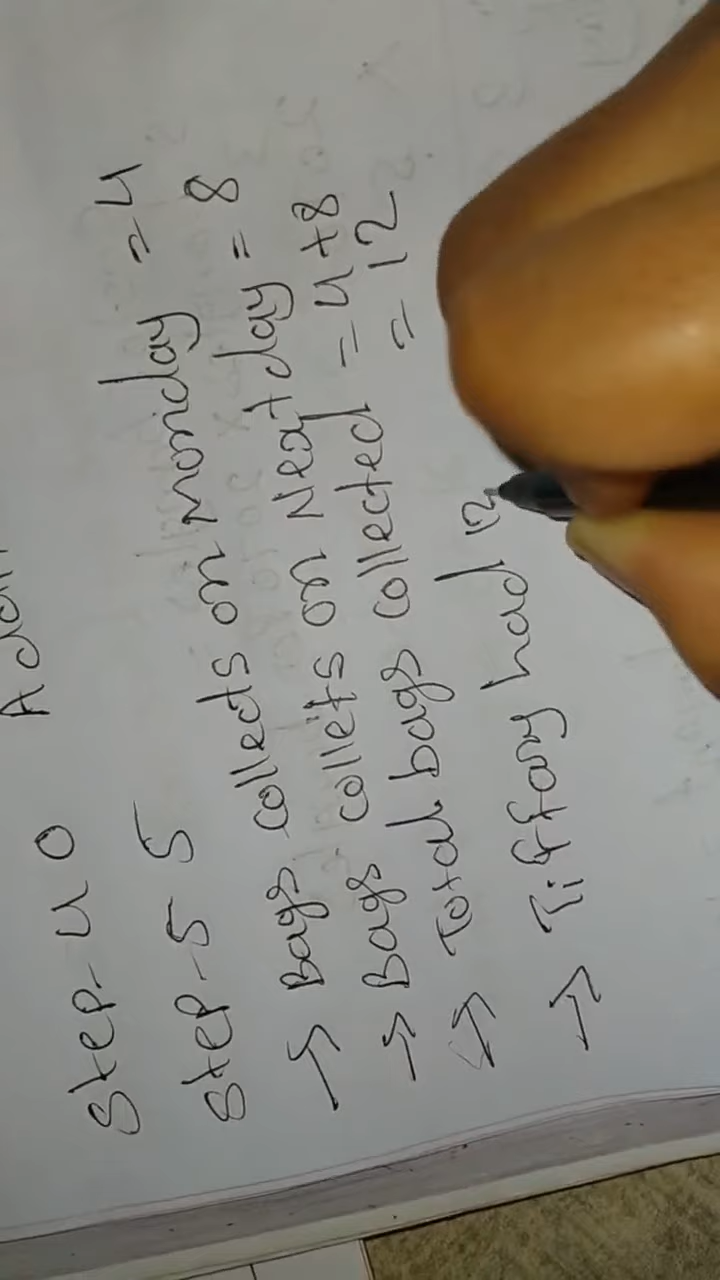 Step-4 0
Step-5 5
→ Bags collects on monday = 4
→ Bags collets on Next day = 8
→ Total bags collected = 4+8
= 12
→ Tiffany had 12